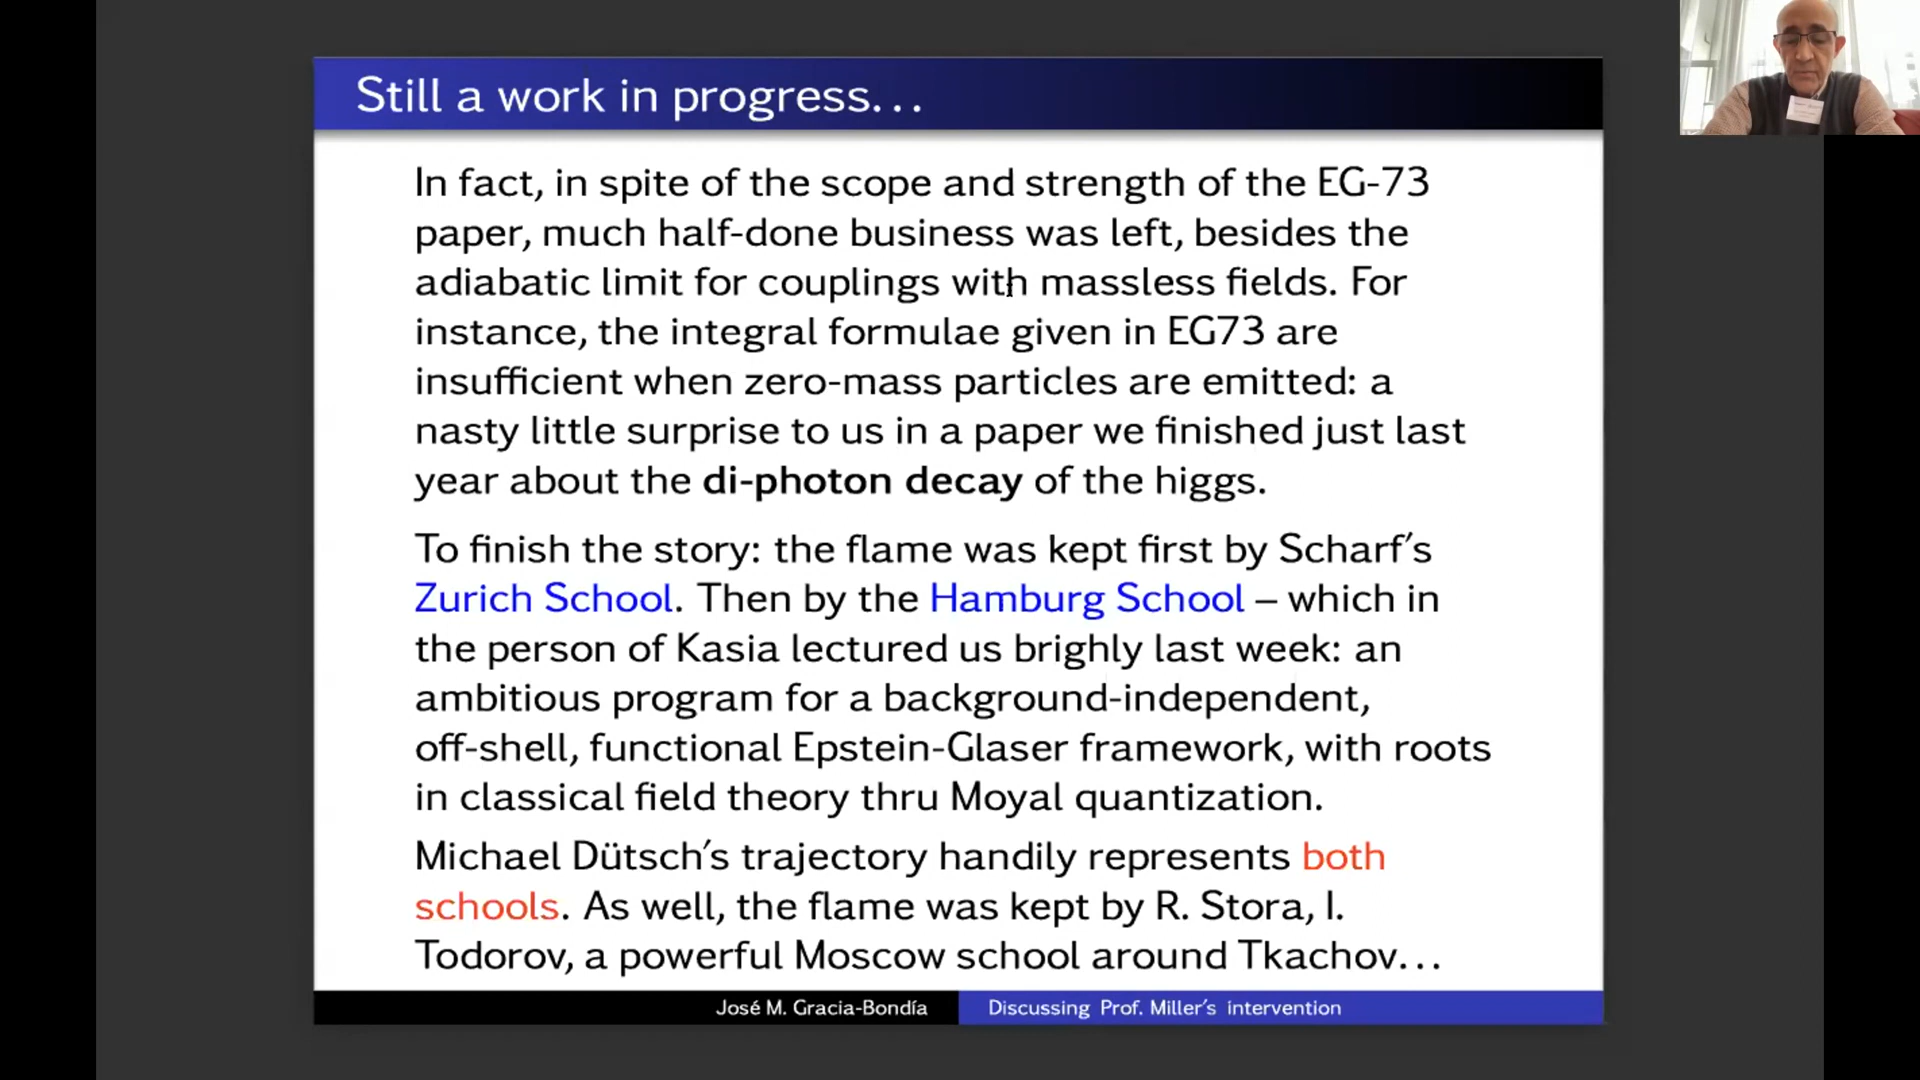 Still a work in progress...
In fact, in spite of the scope and strength of the EG-73
paper, much half-done business was left, besides the
adiabatic limit for couplings with massless fields. For
instance, the integral formulae given in EG73 are
insufficient when zero-mass particles are emitted: a
nasty little surprise to us in a paper we finished just last
year about the di-photon decay of the higgs.
To finish the story: the flame was kept first by Scharf's
Zurich School. Then by the Hamburg School – which in
the person of Kasia lectured us brighly last week: an
ambitious program for a background-independent,
off-shell, functional Epstein-Glaser framework, with roots
in classical field theory thru Moyal quantization.
Michael Dütsch's trajectory handily represents both
schools. As well, the flame was kept by R. Stora, I.
Todorov, a powerful Moscow school around Tkachov...
José M. Gracia-Bondía Discussing Prof. Miller's intervention